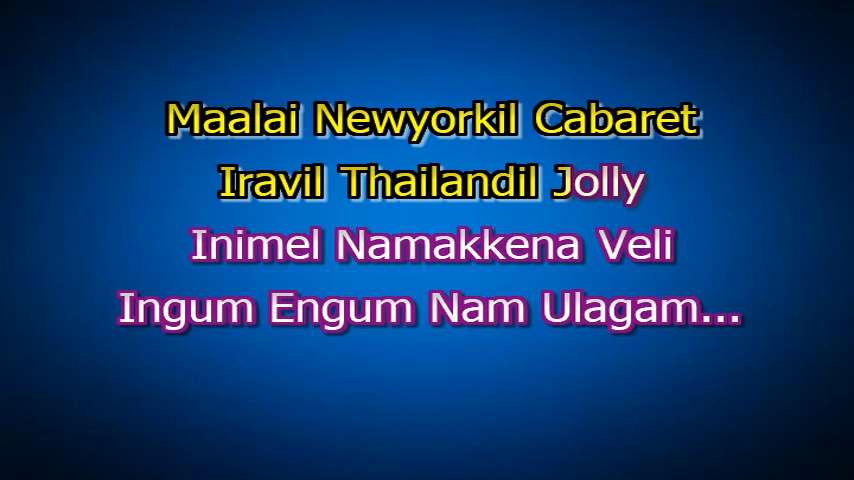 Maalai Newyorkil Cabaret
Iravil Thailandil Jolly
Inimel Namakkena Veli
Ingum Engum Nam Ulagam...